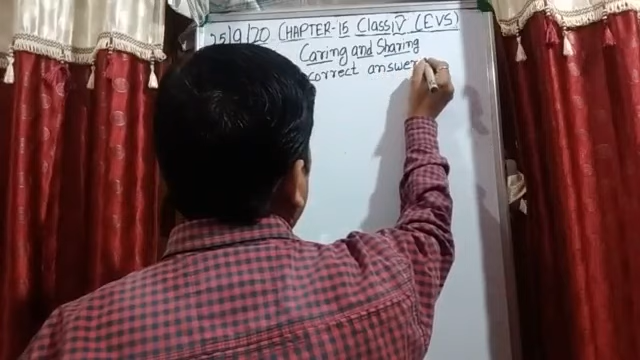 25/9/20 CHAPTER-15 Class V (EVS)
Caring and Sharing
correct answer